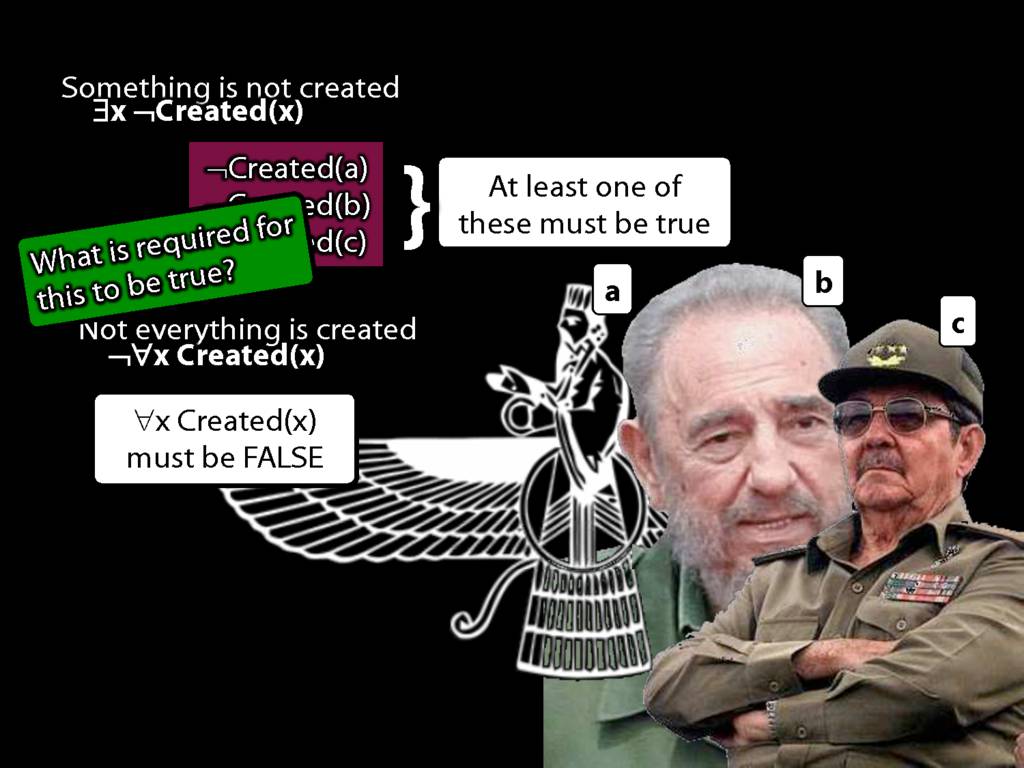 Something is not created
∃x ¬Created(x)
¬Created(a)
Created(b)
ed(c)
At least one of
these must be true
What is required for
this to be true?
Not everything is created
¬∀x Created(x)
∀x Created(x)
must be FALSE
a
b
c